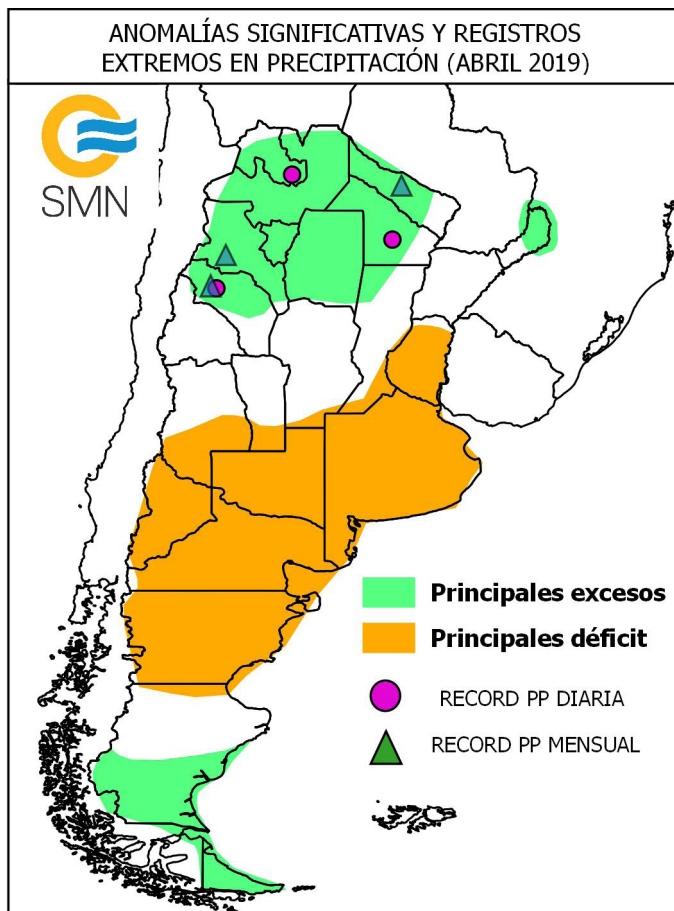 ANOMALÍAS SIGNIFICATIVAS Y REGISTROS
EXTREMOS EN PRECIPITACIÓN (ABRIL 2019)
SMN
Principales excesos
Principales déficit
RECORD PP DIARIA
RECORD PP MENSUAL